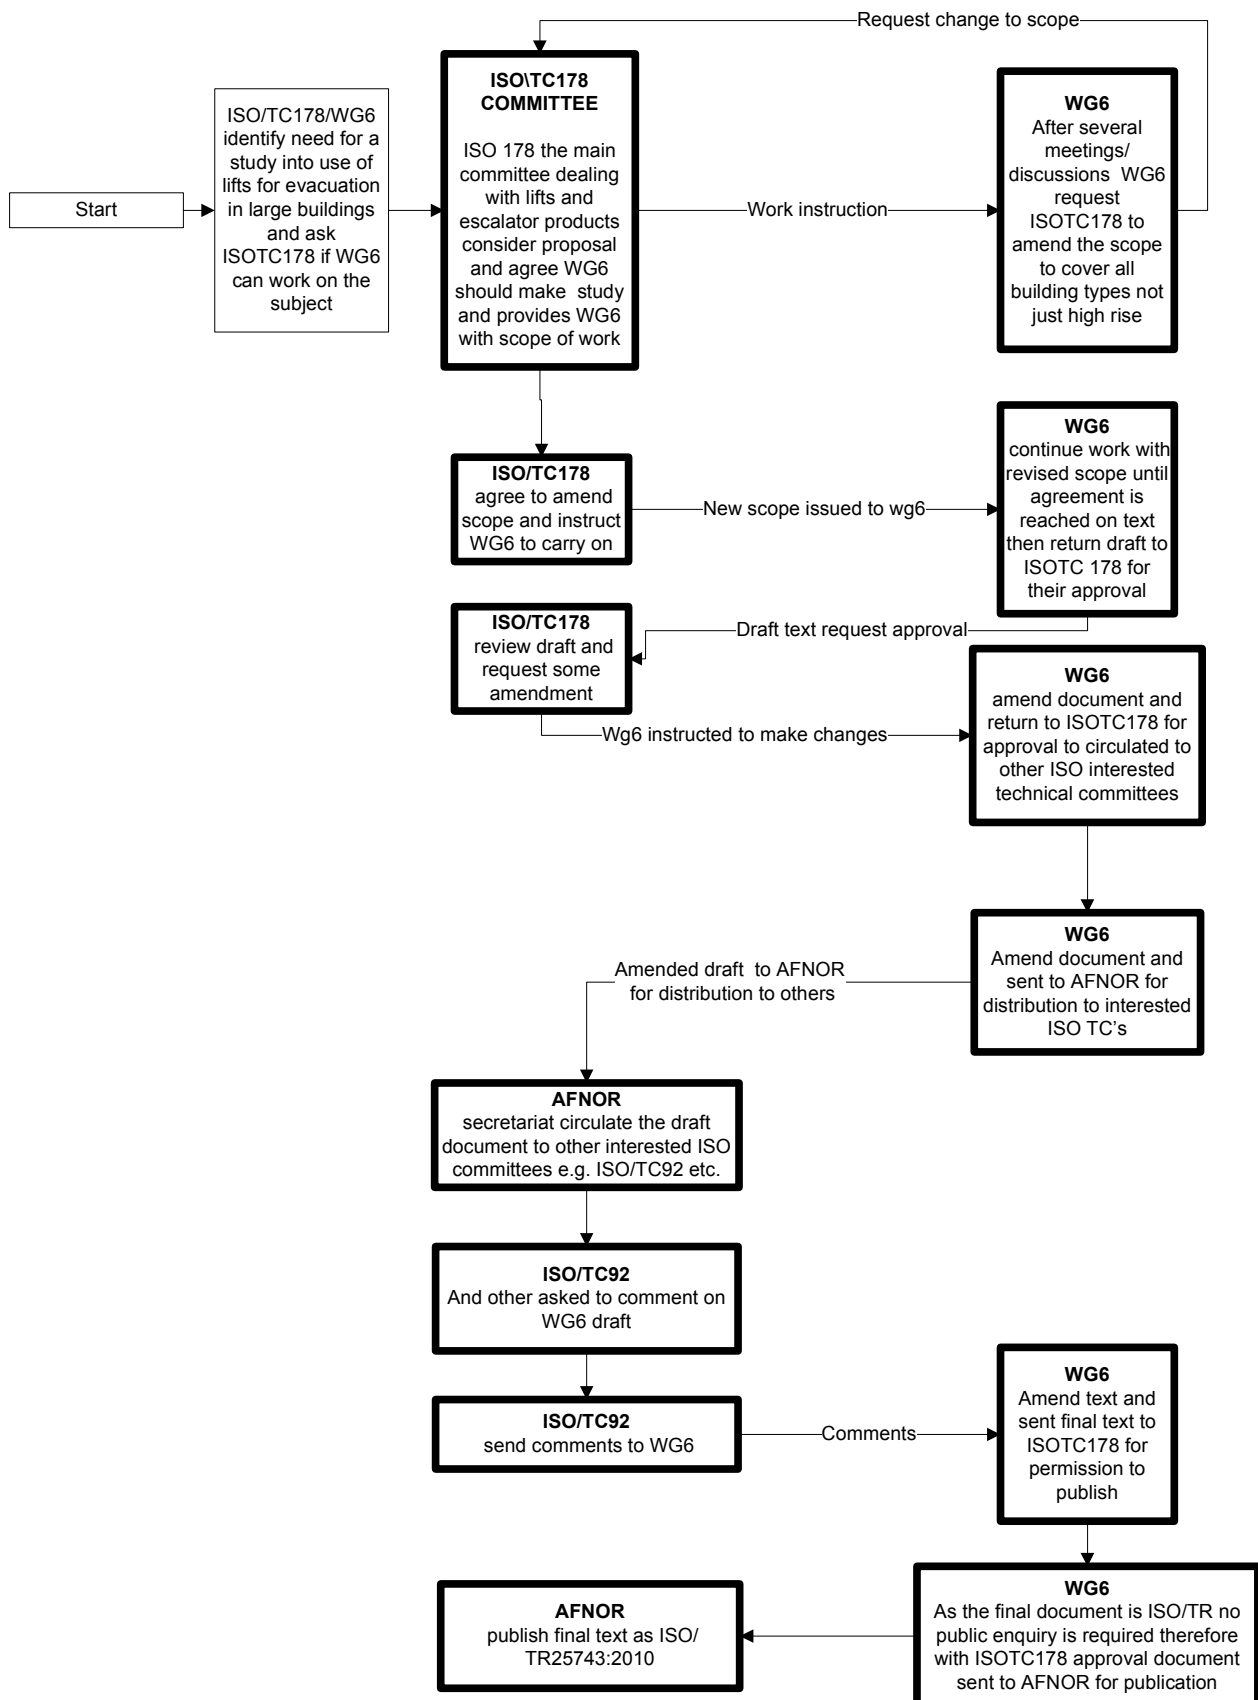 Request change to scope
ISO\TC178
COMMITTEE
ISO 178 the main
committee dealing
with lifts and
escalator products
consider proposal
and agree WG6
should make study
and provides WG6
with scope of work
WG6
After several
meetings/
discussions WG6
request
ISOTC178 to
amend the scope
to cover all
building types not
just high rise
ISO/TC178/WG6
identify need for a
study into use of
lifts for evacuation
in large buildings
and ask
ISOTC178 if WG6
can work on the
subject
Start
Work instruction
WG6
continue work with
revised scope until
agreement is
reached on text
then return draft to
ISOTC 178 for
their approval
ISO/TC178
agree to amend
scope and instruct
WG6 to carry on
New scope issued to wg6
ISO/TC178
review draft and
request some
amendment
Draft text request approval
WG6
amend document and
return to ISOTC178 for
approval to circulated to
other ISO interested
technical committees
Wg6 instructed to make changes
WG6
Amend document and
sent to AFNOR for
distribution to interested
ISO TC's
Amended draft to AFNOR
for distribution to others
AFNOR
secretariat circulate the draft
document to other interested ISO
committees e.g. ISO/TC92 etc.
ISO/TC92
And other asked to comment on
WG6 draft
ISO/TC92
send comments to WG6
Comments
WG6
Amend text and
sent final text to
ISOTC178 for
permission to
publish
WG6
As the final document is ISO/TR no
public enquiry is required therefore
with ISOTC178 approval document
sent to AFNOR for publication
AFNOR
publish final text as ISO/
TR25743:2010